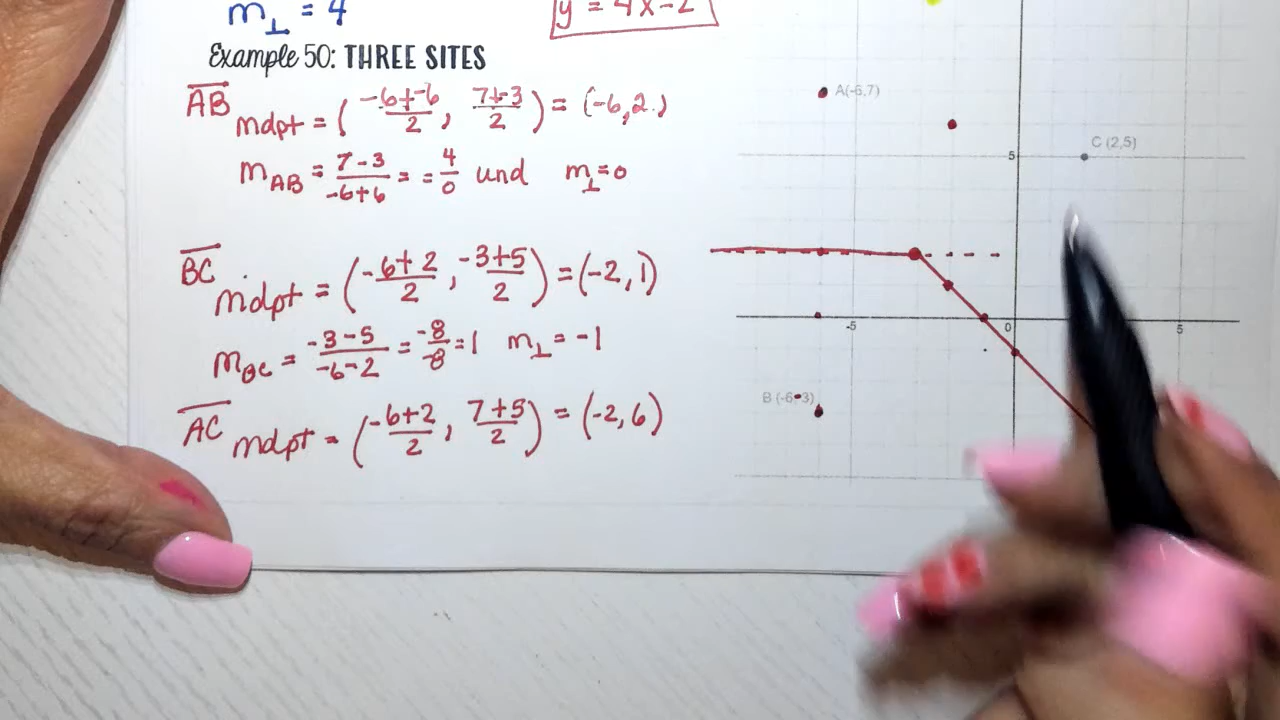 m⊥ = 4
y = 4x-2
Example 50: THREE SITES
AB mdpt = (-6+-6/2, 7+-3/2) = (-6,2)
m_AB = 7-3/-6+6 = = 4/0 und m⊥=0
BC mdpt = (-6+2/2, -3+5/2) = (-2,1)
m_BC = -3-5/-6-2 = -8/-8 = 1 m⊥ = -1
AC mdpt = (-6+2/2, 7+5/2) = (-2,6)
A(-6,7)
C (2,5)
5
-5
0
5
B (-6,-3)